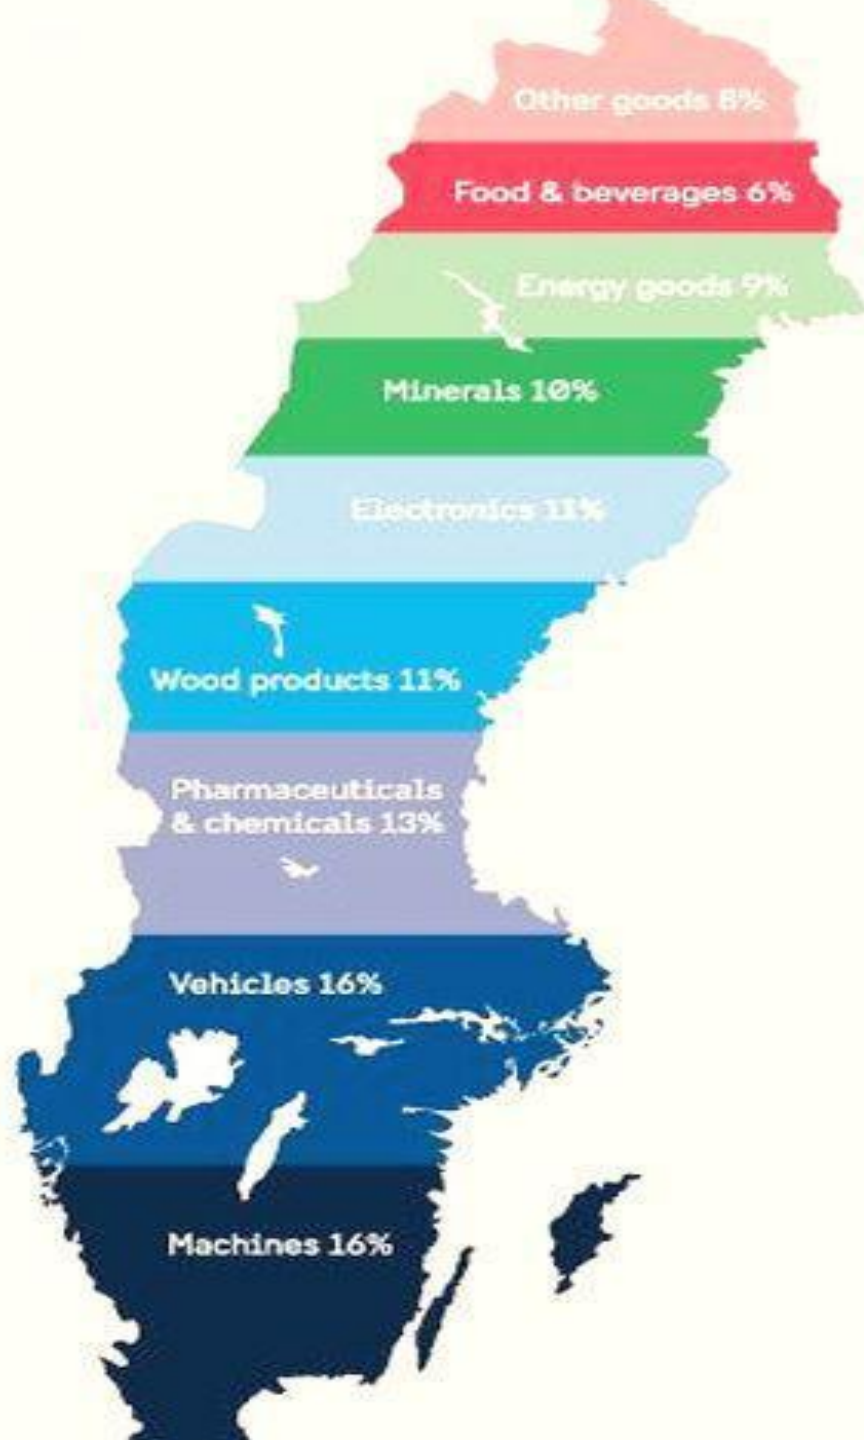 Other goods 8%
Food & beverages 6%
Energy goods 9%
Minerals 10%
Electronics 11%
Wood products 11%
Pharmaceuticals
& chemicals 13%
Vehicles 16%
Machines 16%